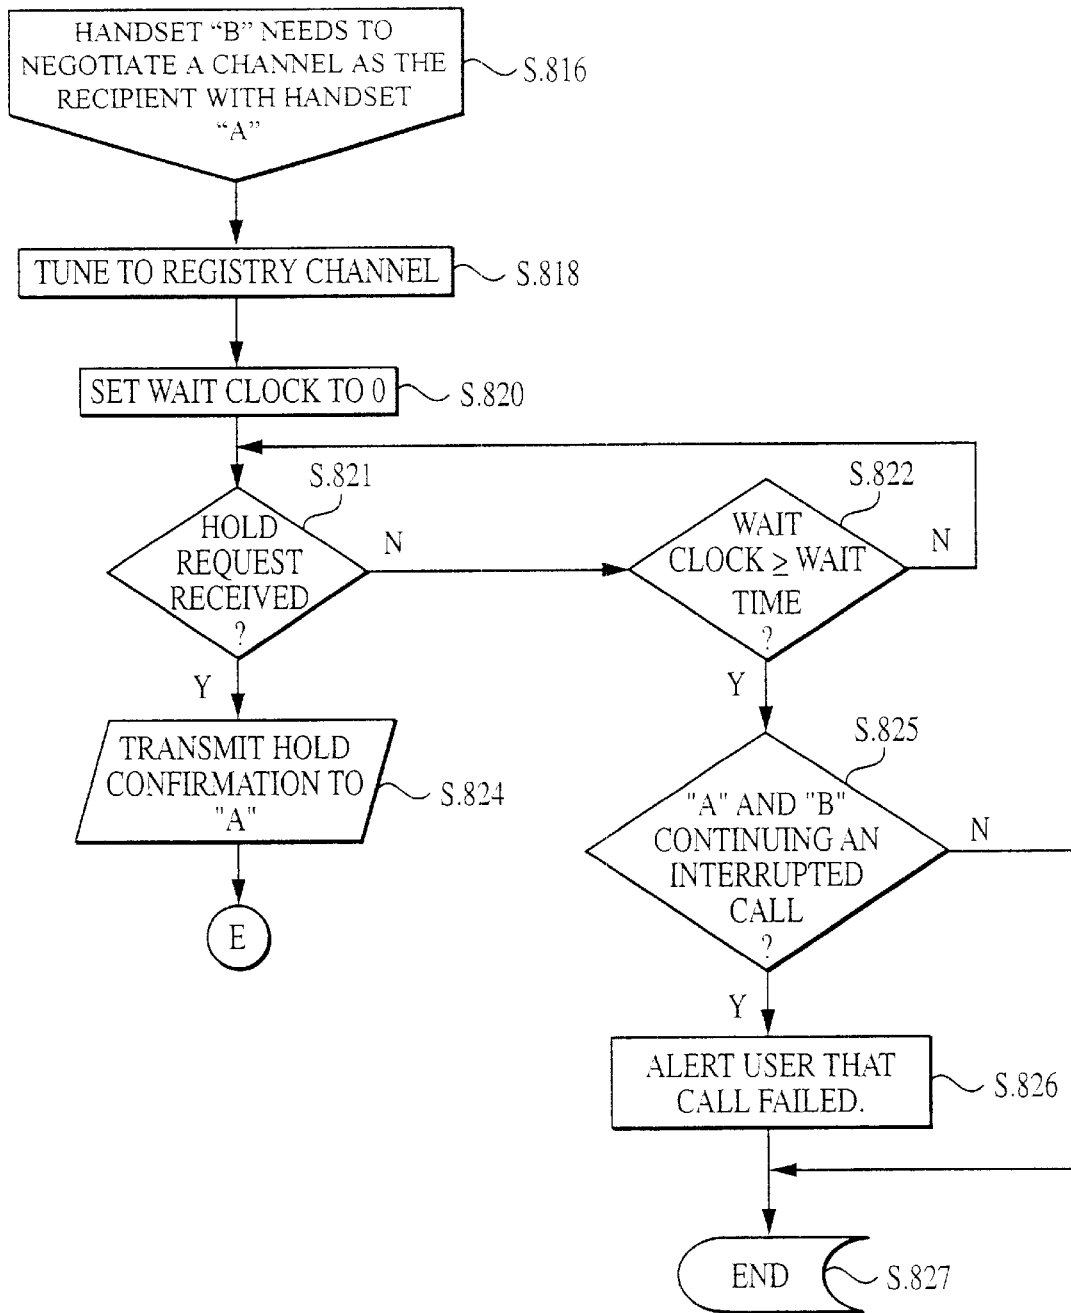 HANDSET “B” NEEDS TO
NEGOTIATE A CHANNEL AS THE
RECIPIENT WITH HANDSET
“A”
S.816
TUNE TO REGISTRY CHANNEL
S.818
SET WAIT CLOCK TO 0
S.820
S.821
HOLD
REQUEST
RECEIVED
?
N
Y
S.822
WAIT
CLOCK ≥ WAIT
TIME
?
N
Y
TRANSMIT HOLD
CONFIRMATION TO
"A"
S.824
E
S.825
"A" AND "B"
CONTINUING AN
INTERRUPTED
CALL
?
N
Y
ALERT USER THAT
CALL FAILED.
S.826
END
S.827